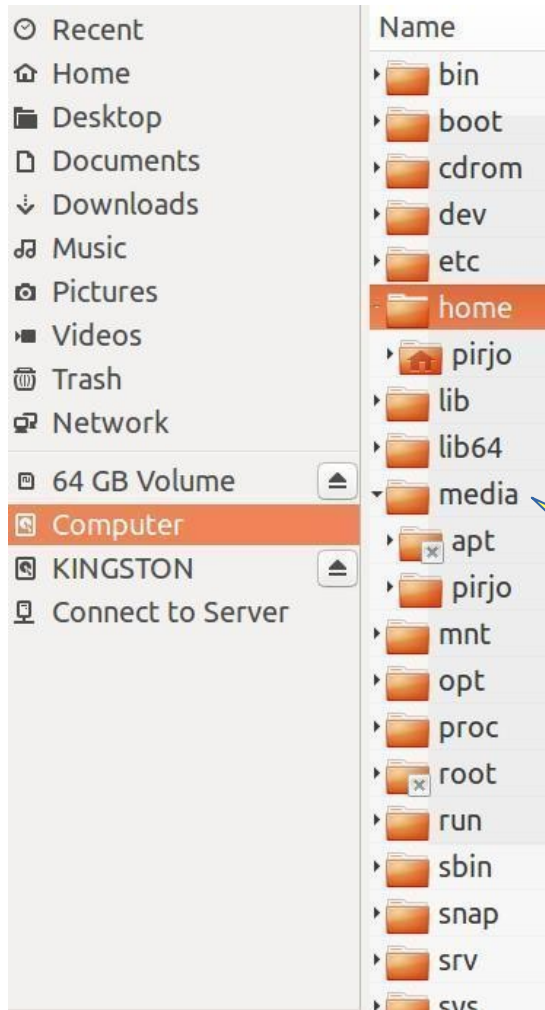 Recent
Home
Desktop
Documents
Downloads
Music
Pictures
Videos
Trash
Network
64 GB Volume
Computer
KINGSTON
Connect to Server
Name
bin
boot
cdrom
dev
etc
home
pirjo
lib
lib64
media
apt
pirjo
mnt
opt
proc
root
run
sbin
snap
srv
sys